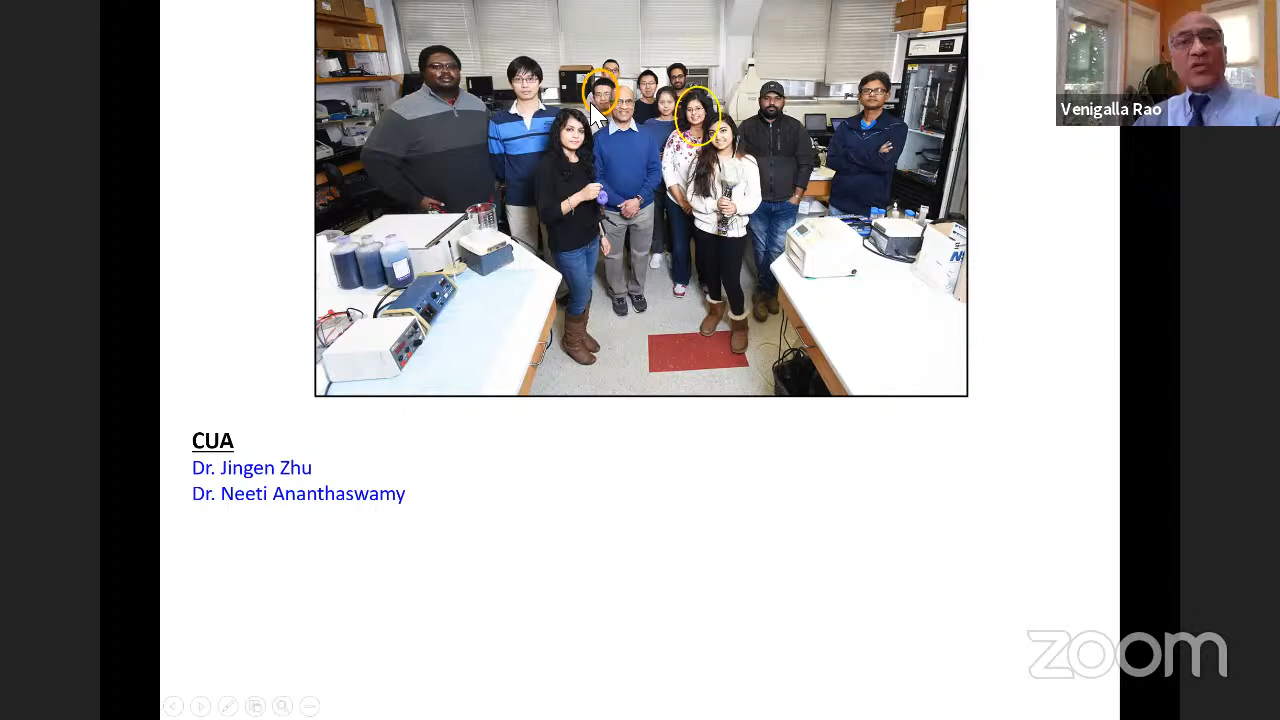 Venigalla Rao
CUA
Dr. Jingen Zhu
Dr. Neeti Ananthaswamy
zoom